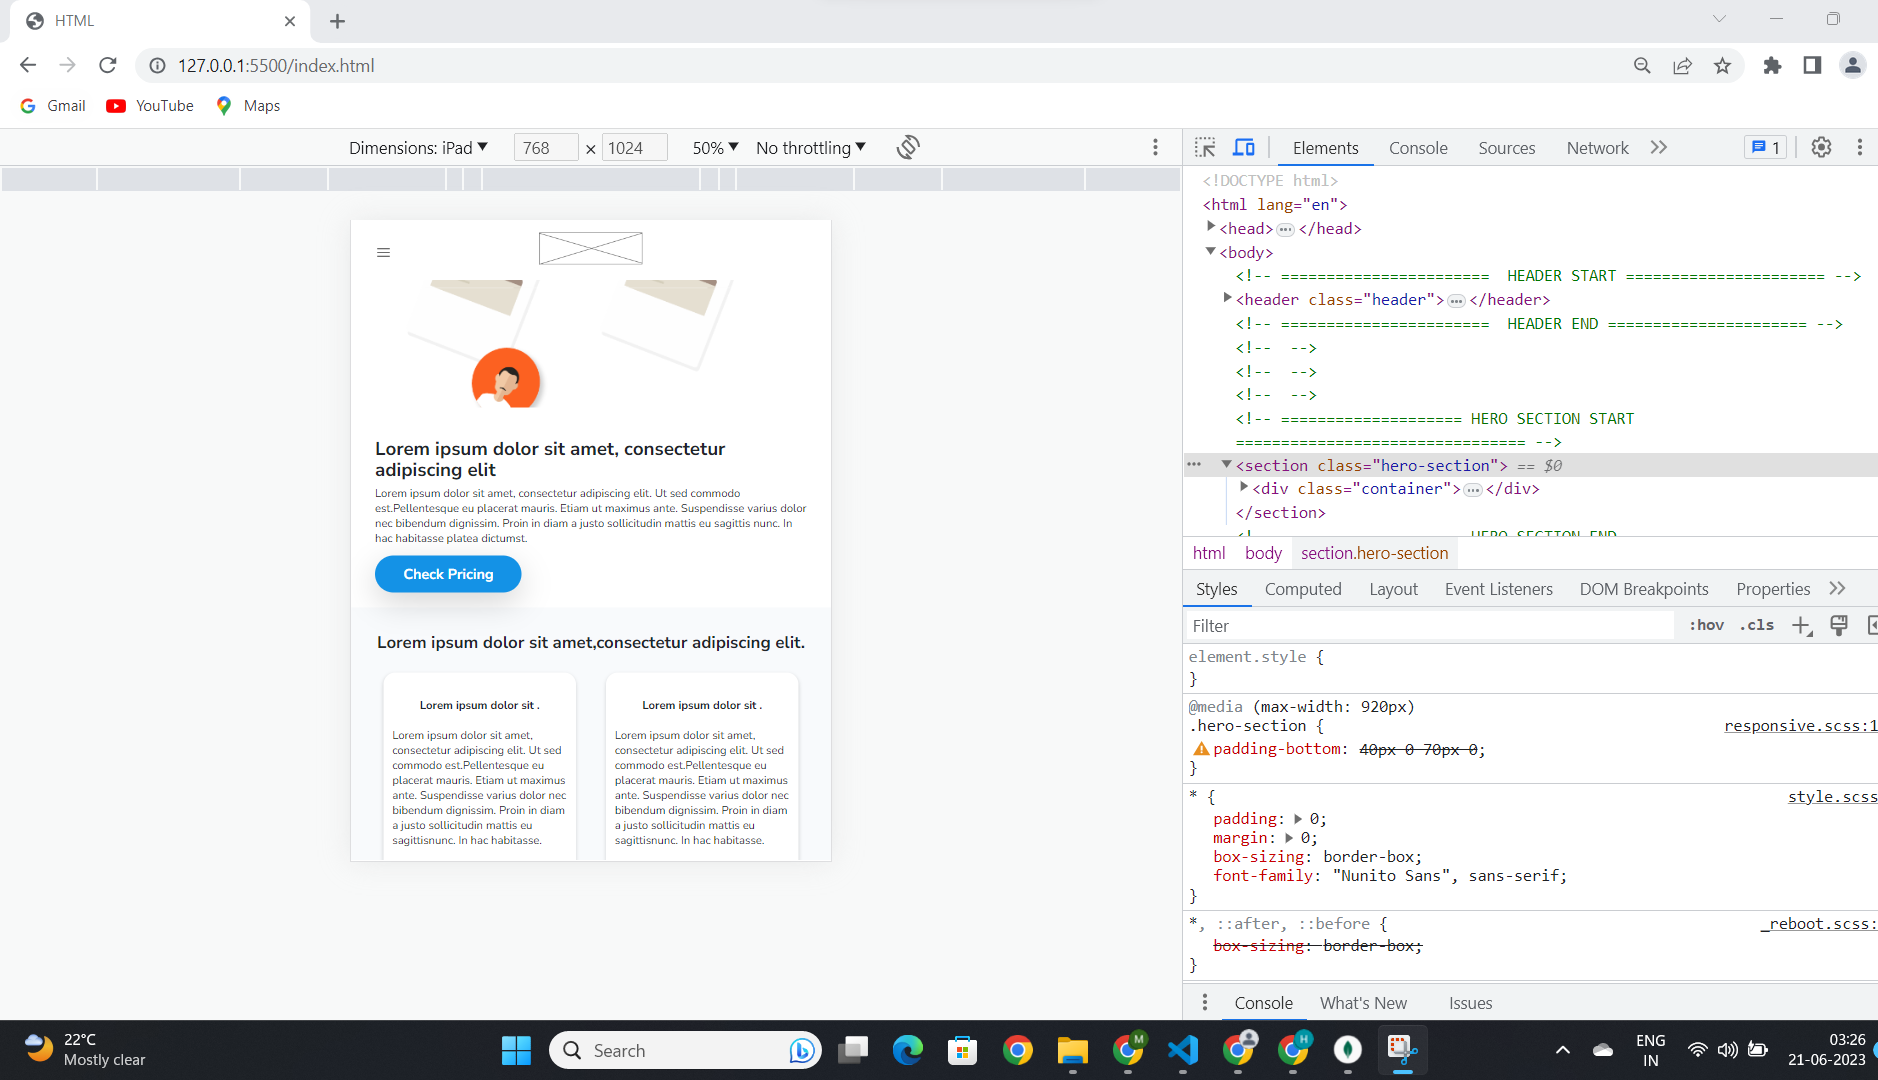 HTML
127.0.0.1:5500/index.html
Gmail YouTube Maps
Dimensions: iPad 768 × 1024 50% No throttling
Elements Console Sources Network 1
<!DOCTYPE html>
<html lang="en">
<head> ••• </head>
<body>
<!-- ======================= HEADER START ====================== -->
<header class="header"> ••• </header>
<!-- ======================= HEADER END ====================== -->
<!-- -->
<!-- -->
<!-- -->
<!-- ==================== HERO SECTION START
================================ -->
••• <section class="hero-section"> == $0
<div class="container"> ••• </div>
</section>
<!-- ==================== HERO SECTION END
html body section.hero-section
Styles Computed Layout Event Listeners DOM Breakpoints Properties
Filter :hov .cls
element.style {
}
@media (max-width: 920px)
.hero-section { responsive.scss:1
padding-bottom: 40px 0 70px 0;
}
* { style.scss
padding: 0;
margin: 0;
box-sizing: border-box;
font-family: "Nunito Sans", sans-serif;
}
*, ::after, ::before { _reboot.scss:
box-sizing: border-box;
}
Console What's New Issues
Lorem ipsum dolor sit amet, consectetur
adipiscing elit
Lorem ipsum dolor sit amet, consectetur adipiscing elit. Ut sed commodo
est.Pellentesque eu placerat mauris. Etiam ut maximus ante. Suspendisse varius dolor
nec bibendum dignissim. Proin in diam a justo sollicitudin mattis eu sagittis nunc. In
hac habitasse platea dictumst.
Check Pricing
Lorem ipsum dolor sit amet,consectetur adipiscing elit.
Lorem ipsum dolor sit .
Lorem ipsum dolor sit amet,
consectetur adipiscing elit. Ut sed
commodo est.Pellentesque eu
placerat mauris. Etiam ut maximus
ante. Suspendisse varius dolor nec
bibendum dignissim. Proin in diam
a justo sollicitudin mattis eu
sagittisnunc. In hac habitasse.
Lorem ipsum dolor sit .
Lorem ipsum dolor sit amet,
consectetur adipiscing elit. Ut sed
commodo est.Pellentesque eu
placerat mauris. Etiam ut maximus
ante. Suspendisse varius dolor nec
bibendum dignissim. Proin in diam
a justo sollicitudin mattis eu
sagittisnunc. In hac habitasse.
22°C
Mostly clear
Search
M
H
ENG
IN
03:26
21-06-2023